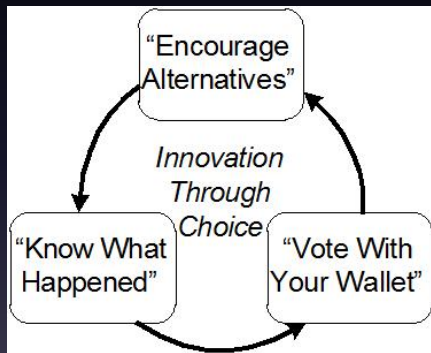 “Encourage
Alternatives”
Innovation
Through
Choice
“Know What
Happened”
“Vote With
Your Wallet”